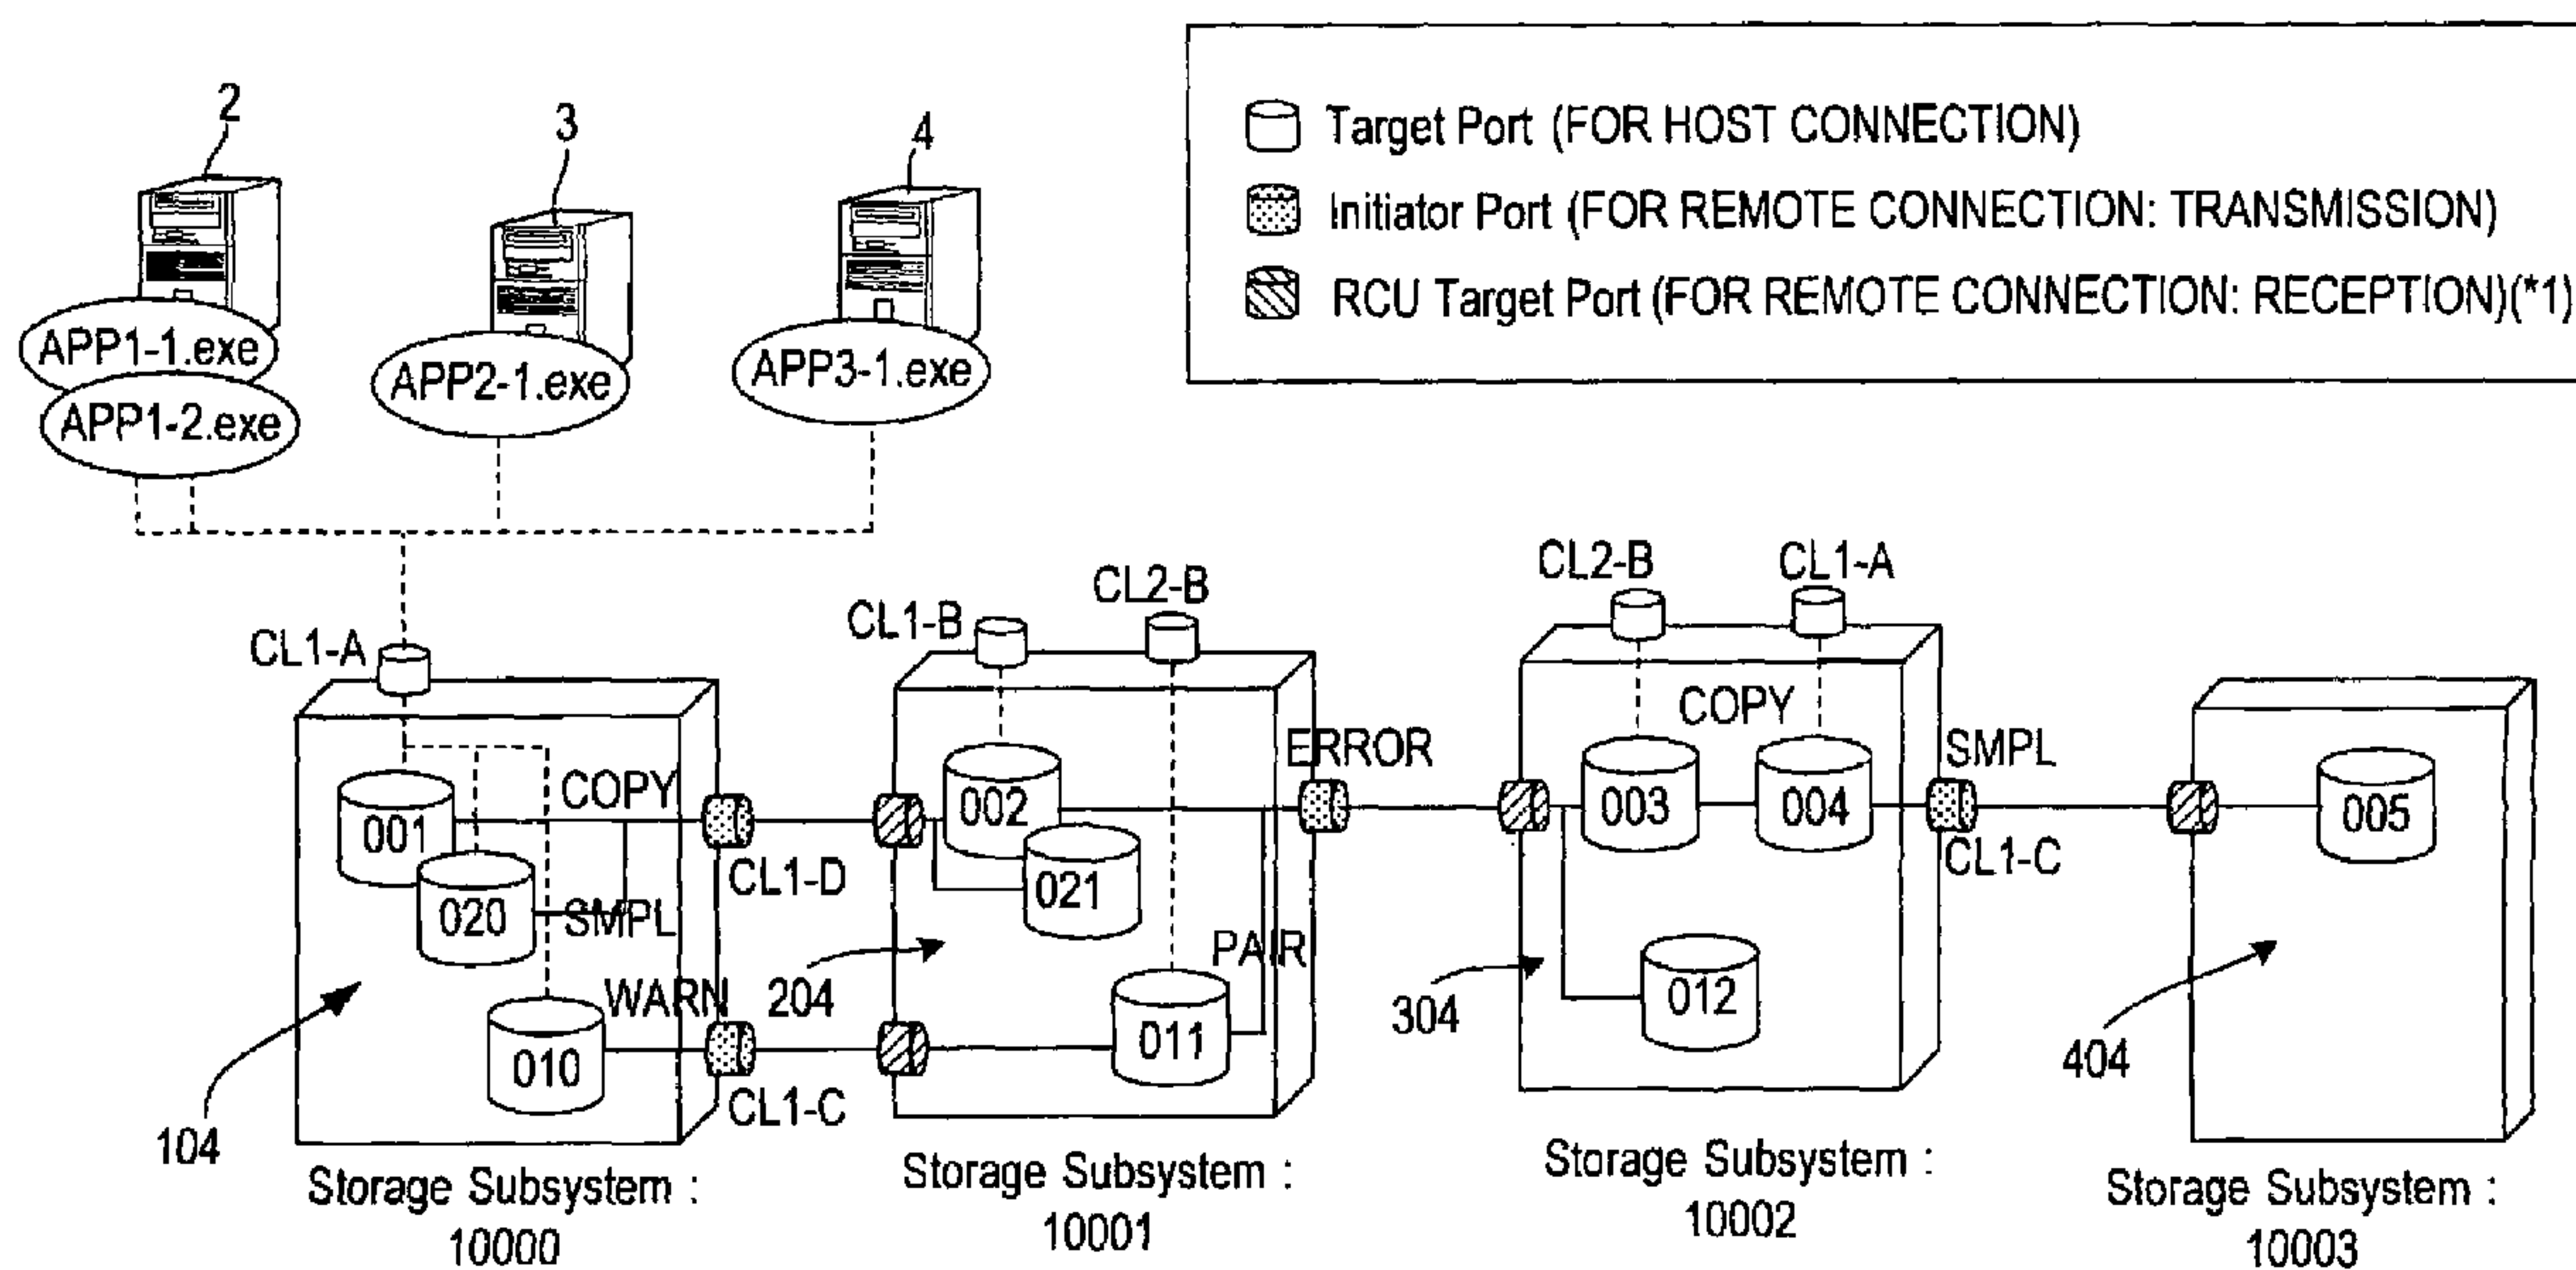 2
3
4
APP1-1.exe
APP1-2.exe
APP2-1.exe
APP3-1.exe
Target Port (FOR HOST CONNECTION)
Initiator Port (FOR REMOTE CONNECTION: TRANSMISSION)
RCU Target Port (FOR REMOTE CONNECTION: RECEPTION)(*1)
CL1-A
CL1-B
CL2-B
CL2-B
CL1-A
001
020
010
COPY
SMPL
WARN
CL1-D
CL1-C
104
002
021
011
PAIR
ERROR
204
COPY
003
004
012
SMPL
CL1-C
304
005
404
Storage Subsystem :
10000
Storage Subsystem :
10001
Storage Subsystem :
10002
Storage Subsystem :
10003